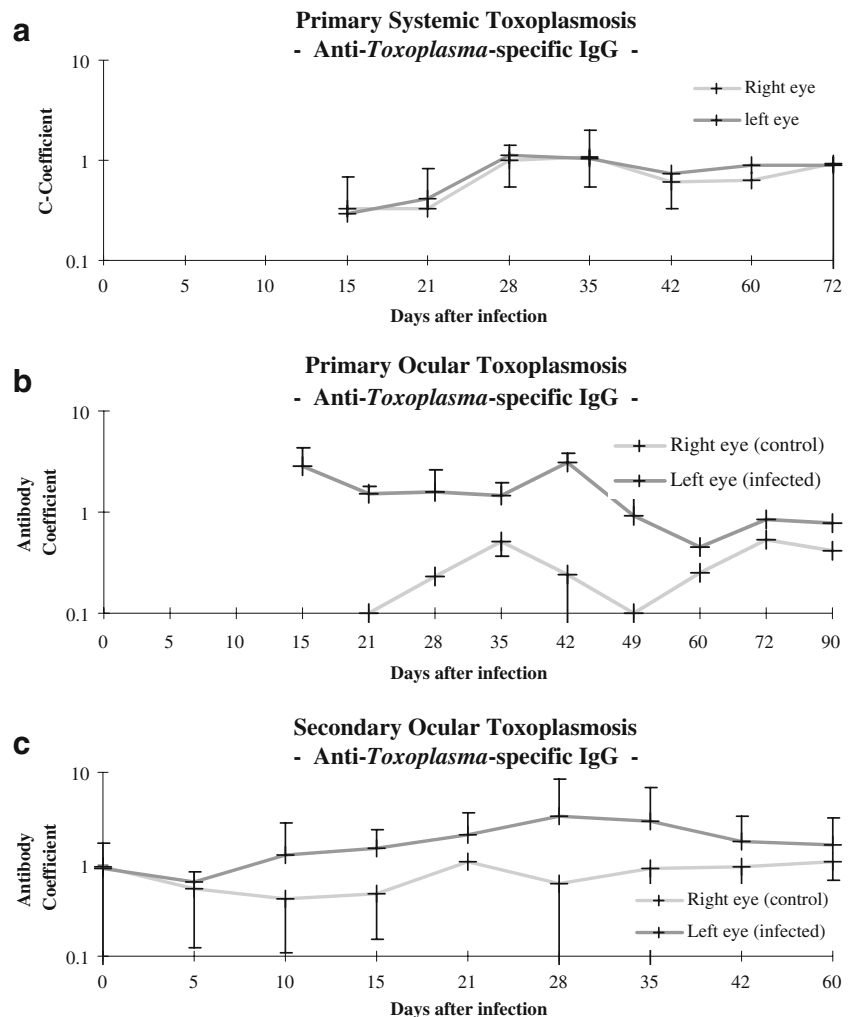 a
Primary Systemic Toxoplasmosis
- Anti-Toxoplasma-specific IgG -
C-Coefficient
10
1
0.1
Right eye
left eye
0 5 10 15 21 28 35 42 60 72
Days after infection
b
Primary Ocular Toxoplasmosis
- Anti-Toxoplasma-specific IgG -
Antibody
Coefficient
10
1
0.1
Right eye (control)
Left eye (infected)
0 5 10 15 21 28 35 42 49 60 72 90
Days after infection
c
Secondary Ocular Toxoplasmosis
- Anti-Toxoplasma-specific IgG -
Antibody
Coefficient
10
1
0.1
Right eye (control)
Left eye (infected)
0 5 10 15 21 28 35 42 60
Days after infection